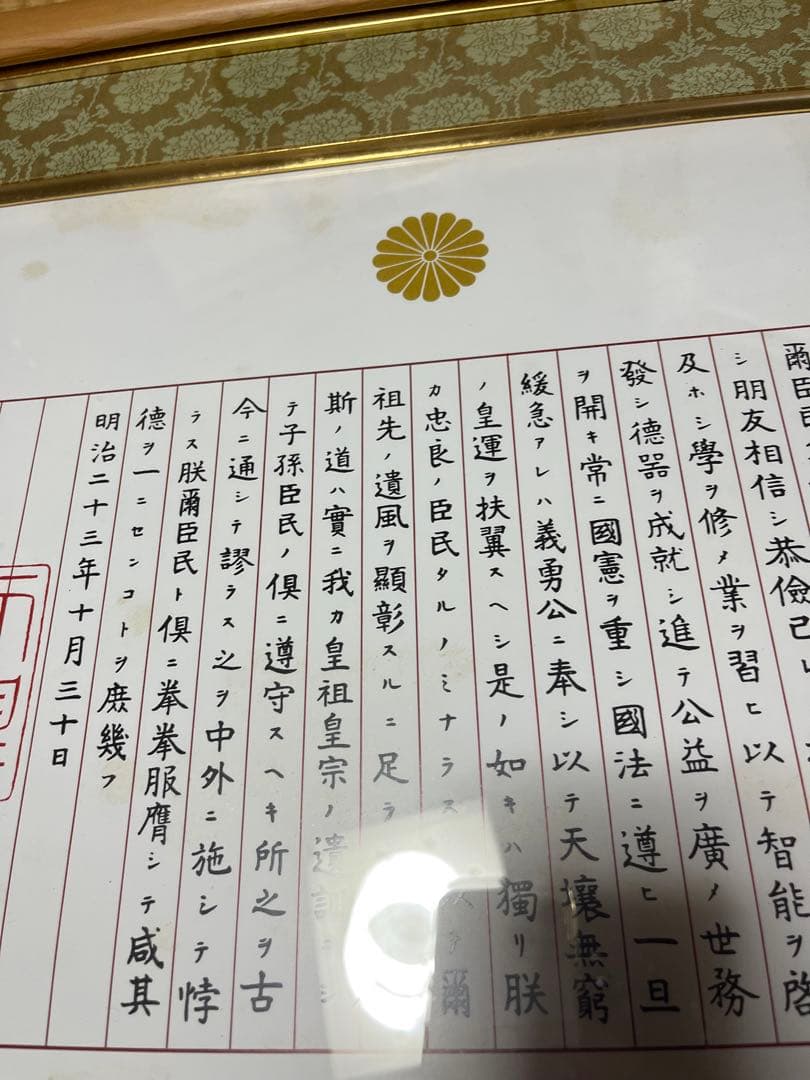 爾臣民
シ朋友相信シ恭儉己レ
及ホシ學ヲ修メ業ヲ習ヒ以テ智能ヲ啓
發シ德器ヲ成就シ進テ公益ヲ廣メ世務
ヲ開キ常ニ國憲ヲ重シ國法ニ遵ヒ一旦
緩急アレハ義勇公ニ奉シ以テ天壤無窮
ノ皇運ヲ扶翼スヘシ是ノ如キハ獨リ朕
カ忠良ノ臣民タルノミナラス爾
祖先ノ遺風ヲ顯彰スルニ足ラ
斯ノ道ハ實ニ我カ皇祖皇宗ノ遺訓ニシ
テ子孫臣民ノ俱ニ遵守スヘキ所之ヲ古
今ニ通シテ謬ラス之ヲ中外ニ施シテ悖
ラス朕爾臣民ト俱ニ拳拳服膺シテ咸其
德ヲ一ニセンコトヲ庶幾フ
明治二十三年十月三十日